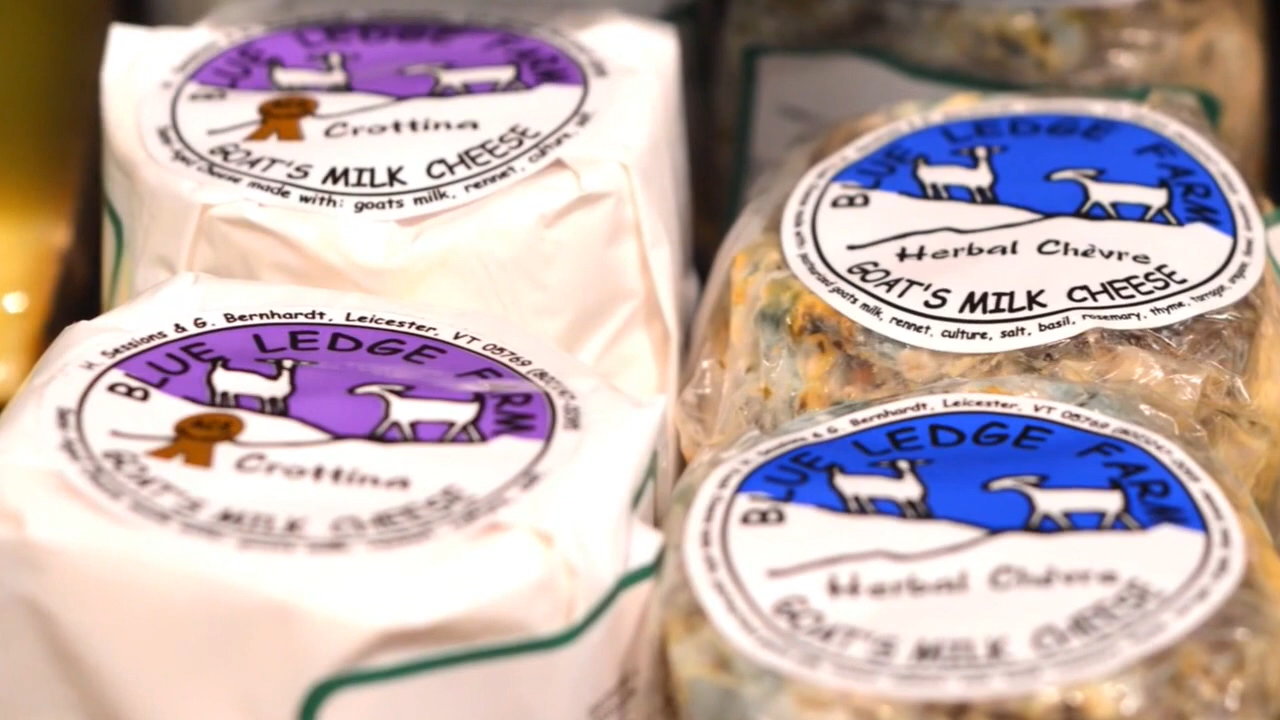 BLUE LEDGE FARM
Crottina
GOAT'S MILK CHEESE
cheese made with: goats milk, rennet, culture, salt
BLUE LEDGE FARM
Herbal Chèvre
GOAT'S MILK CHEESE
goats milk, rennet, culture, salt, basil, rosemary, thyme, tarragon,
H. Sessions & G. Bernhardt, Leicester, VT 05769
BLUE LEDGE FARM
Crottina
GOAT'S MILK CHEESE
& G. Bernhardt, Leicester, VT 05769
BLUE LEDGE FARM
Herbal Chèvre
GOAT'S MILK CHEESE